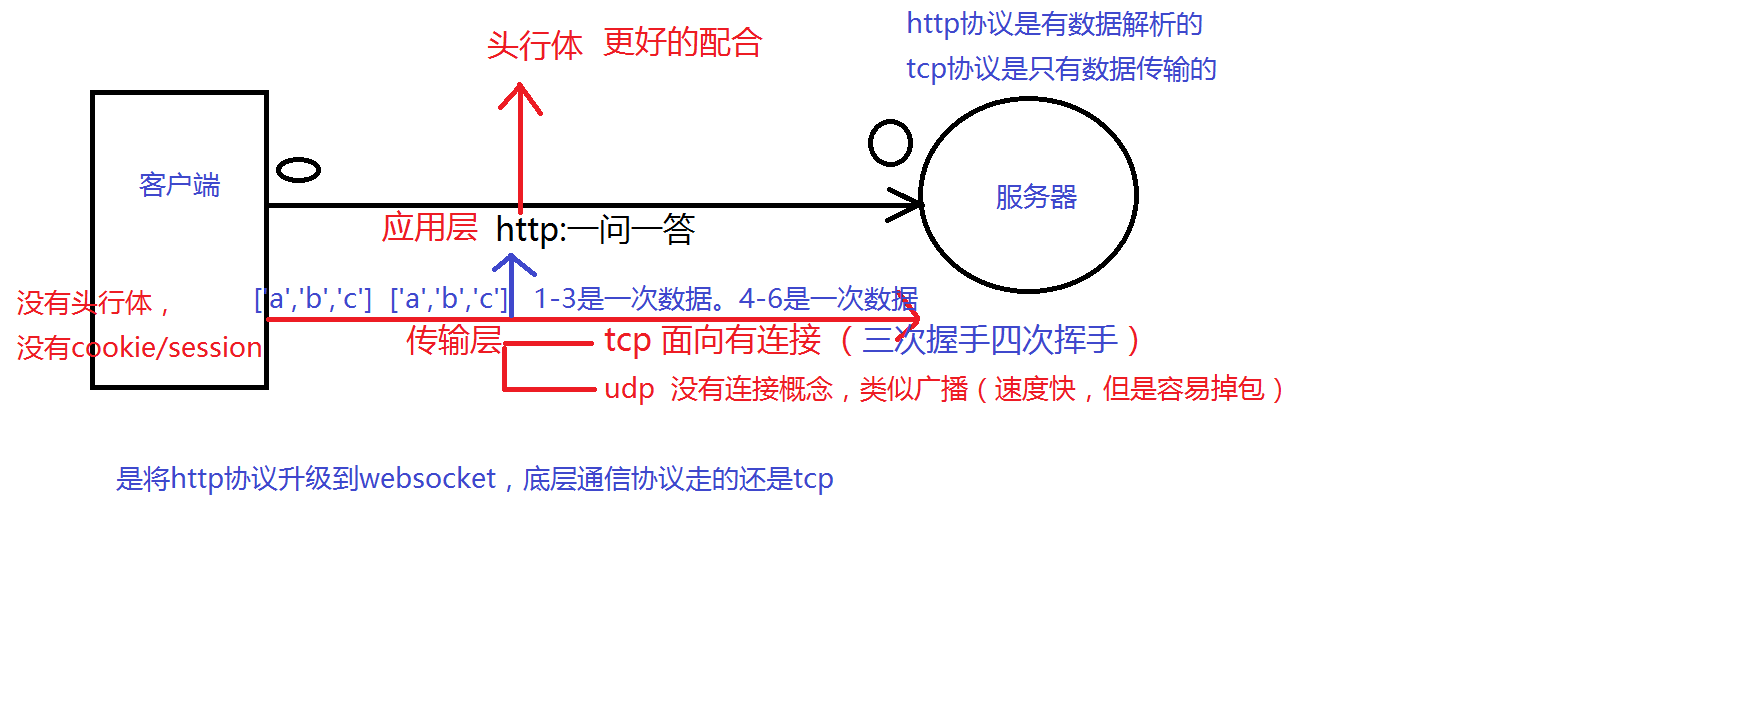 http协议是有数据解析的
头行体 更好的配合
tcp协议是只有数据传输的
客户端
服务器
应用层 http:一问一答
没有头行体，
['a','b','c'] ['a','b','c'] 1-3是一次数据。4-6是一次数据
没有cookie/session
传输层
tcp 面向有连接（三次握手四次挥手）
udp 没有连接概念，类似广播（速度快，但是容易掉包）
是将http协议升级到websocket，底层通信协议走的还是tcp